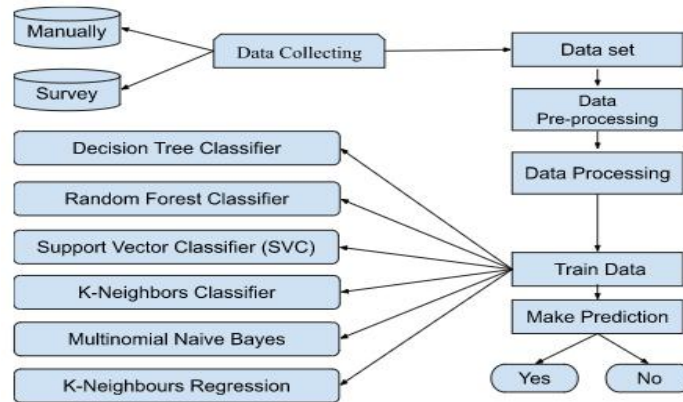 Manually
Data Collecting
Data set
Survey
Data
Pre-processing
Decision Tree Classifier
Data Processing
Random Forest Classifier
Support Vector Classifier (SVC)
Train Data
K-Neighbors Classifier
Make Prediction
Multinomial Naive Bayes
K-Neighbours Regression
Yes
No